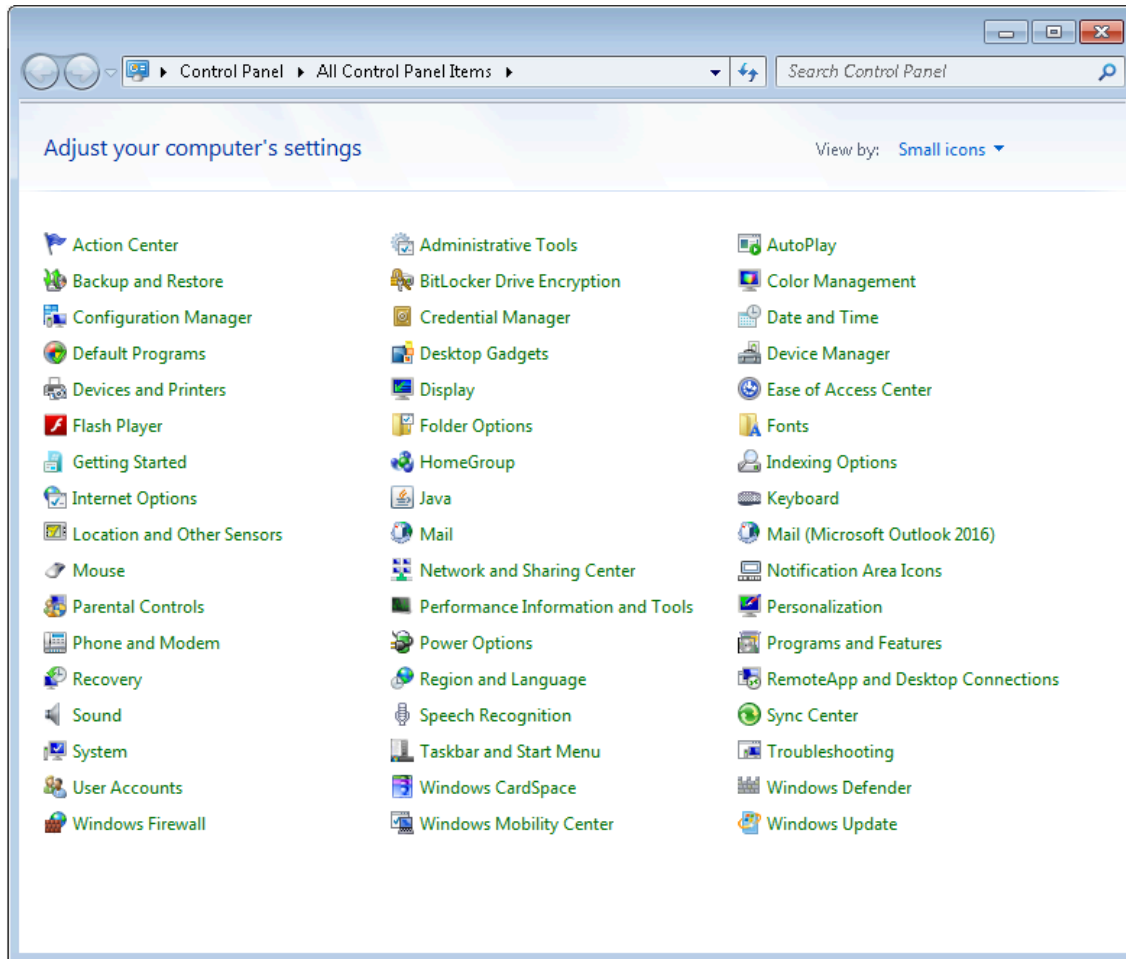 Control Panel All Control Panel Items Search Control Panel
Adjust your computer's settings View by: Small icons
Action Center Administrative Tools AutoPlay
Backup and Restore BitLocker Drive Encryption Color Management
Configuration Manager Credential Manager Date and Time
Default Programs Desktop Gadgets Device Manager
Devices and Printers Display Ease of Access Center
Flash Player Folder Options Fonts
Getting Started HomeGroup Indexing Options
Internet Options Java Keyboard
Location and Other Sensors Mail Mail (Microsoft Outlook 2016)
Mouse Network and Sharing Center Notification Area Icons
Parental Controls Performance Information and Tools Personalization
Phone and Modem Power Options Programs and Features
Recovery Region and Language RemoteApp and Desktop Connections
Sound Speech Recognition Sync Center
System Taskbar and Start Menu Troubleshooting
User Accounts Windows CardSpace Windows Defender
Windows Firewall Windows Mobility Center Windows Update